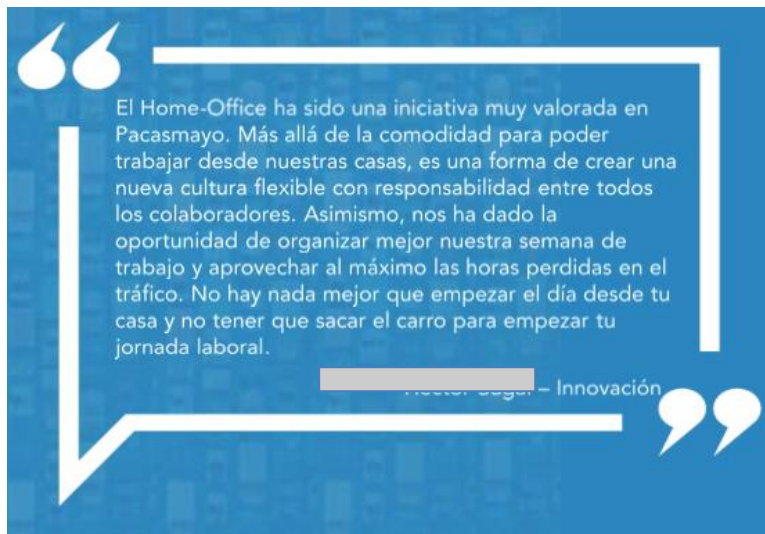 El Home-Office ha sido una iniciativa muy valorada en
Pacasmayo. Más allá de la comodidad para poder
trabajar desde nuestras casas, es una forma de crear una
nueva cultura flexible con responsabilidad entre todos
los colaboradores. Asimismo, nos ha dado la
oportunidad de organizar mejor nuestra semana de
trabajo y aprovechar al máximo las horas perdidas en el
tráfico. No hay nada mejor que empezar el día desde tu
casa y no tener que sacar el carro para empezar tu
jornada laboral.
– Innovación